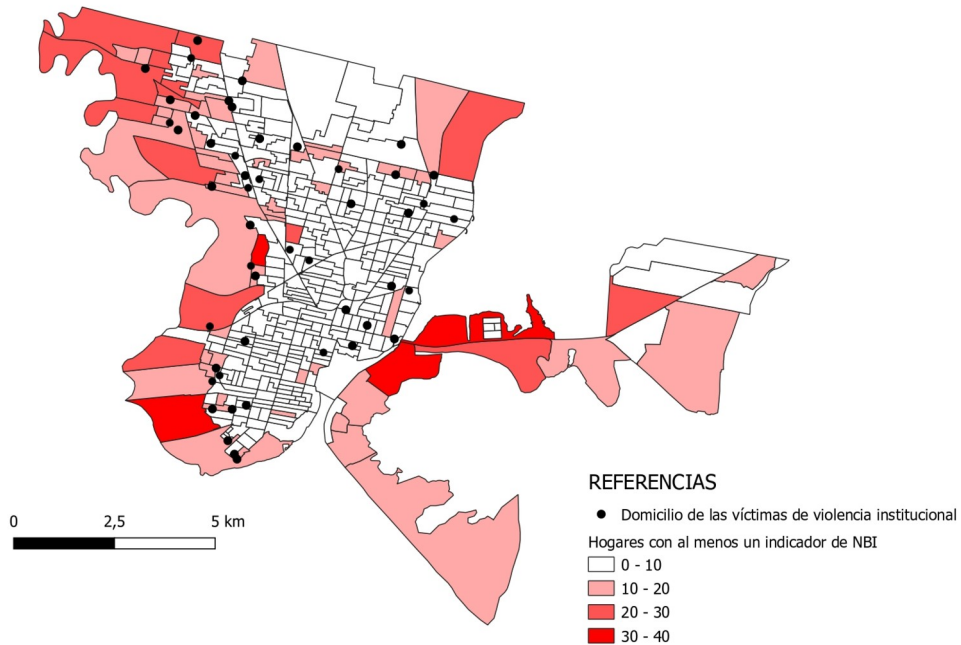 REFERENCIAS
Domicilio de las víctimas de violencia institucional
Hogares con al menos un indicador de NBI
0 - 10
10 - 20
20 - 30
30 - 40
0 2,5 5 km